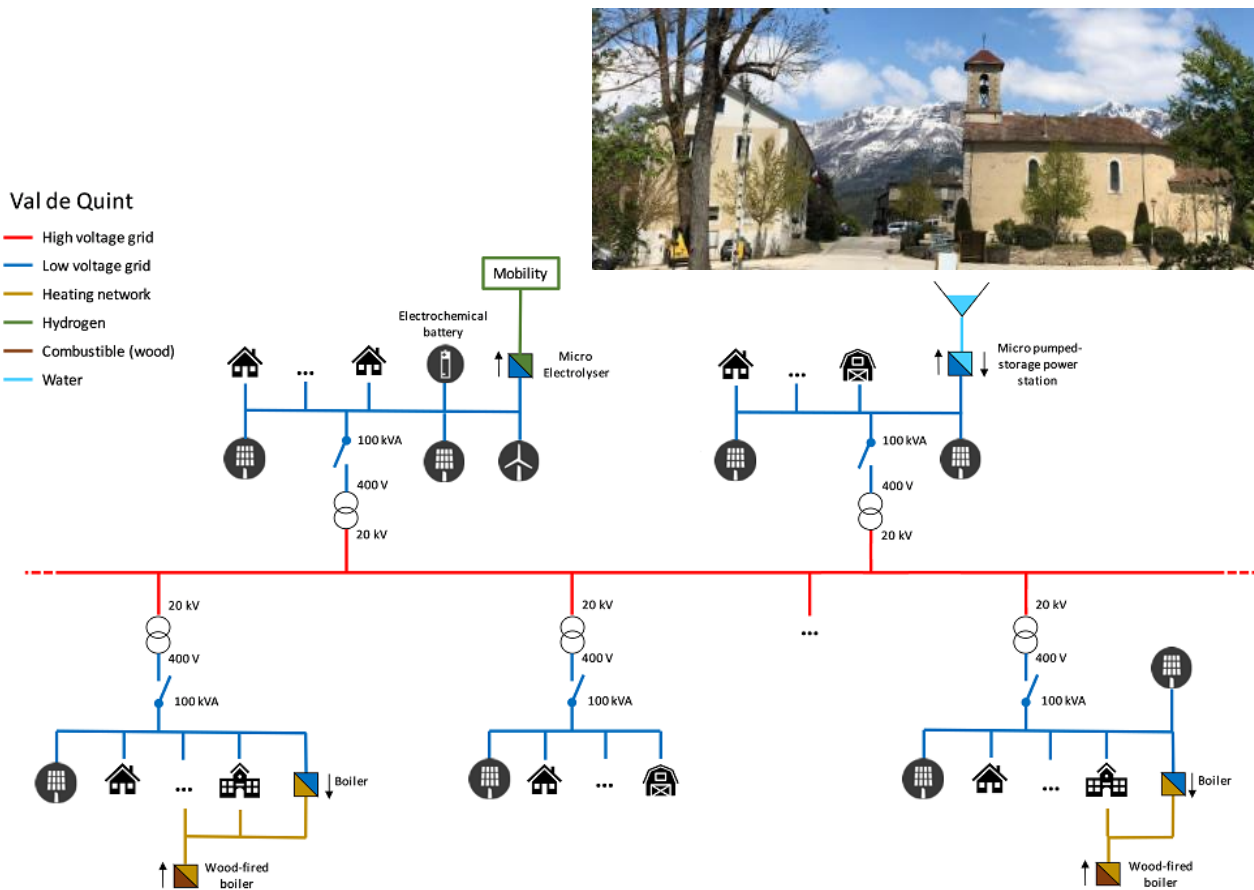 Val de Quint
High voltage grid
Low voltage grid
Heating network
Hydrogen
Combustible (wood)
Water
Mobility
Electrochemical
battery
Micro
Electrolyser
Micro pumped-
storage power
station
...
...
100 kVA
400 V
20 kV
100 kVA
400 V
20 kV
20 kV
400 V
100 kVA
20 kV
400 V
100 kVA
...
20 kV
400 V
100 kVA
...
Boiler
...
...
Boiler
Wood-fired
boiler
Wood-fired
boiler